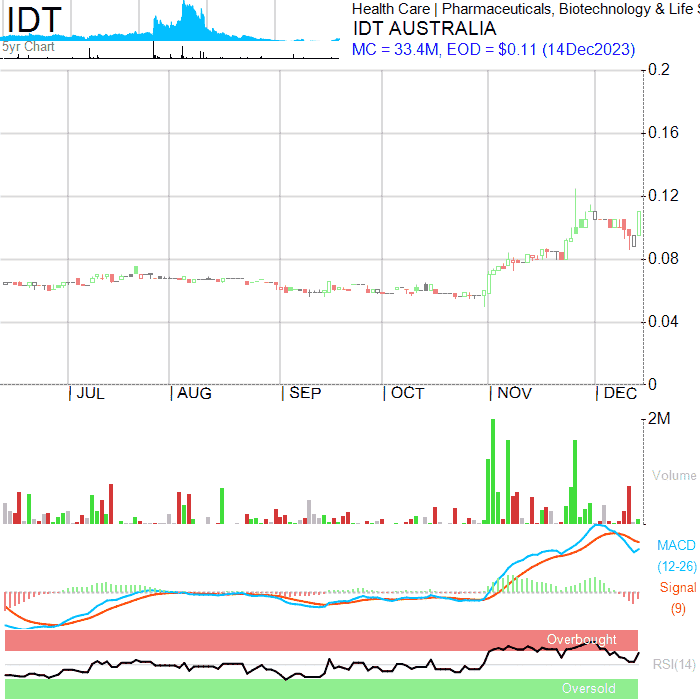 IDT
5yr Chart
Health Care | Pharmaceuticals, Biotechnology & Life
IDT AUSTRALIA
MC = 33.4M, EOD = $0.11 (14Dec2023)
0.2
0.16
0.12
0.08
0.04
0
JUL AUG SEP OCT NOV DEC
2M
Volume
MACD
(12-26)
Signal
(9)
Overbought
RSI(14)
Oversold